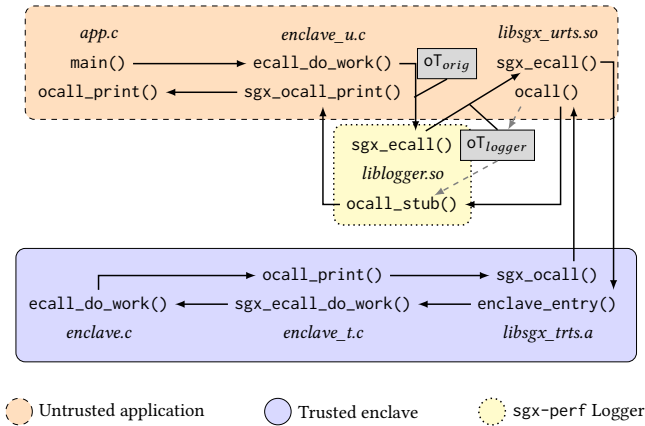 app.c enclave_u.c libsgx_urts.so
main() ecall_do_work() oT_orig sgx_ecall()
ocall_print() sgx_ocall_print() ocall()
sgx_ecall() oT_logger
liblogger.so
ocall_stub()
ocall_print() sgx_ocall()
ecall_do_work() sgx_ecall_do_work() enclave_entry()
enclave.c enclave_t.c libsgx_trts.a
Untrusted application Trusted enclave sgx-perf Logger